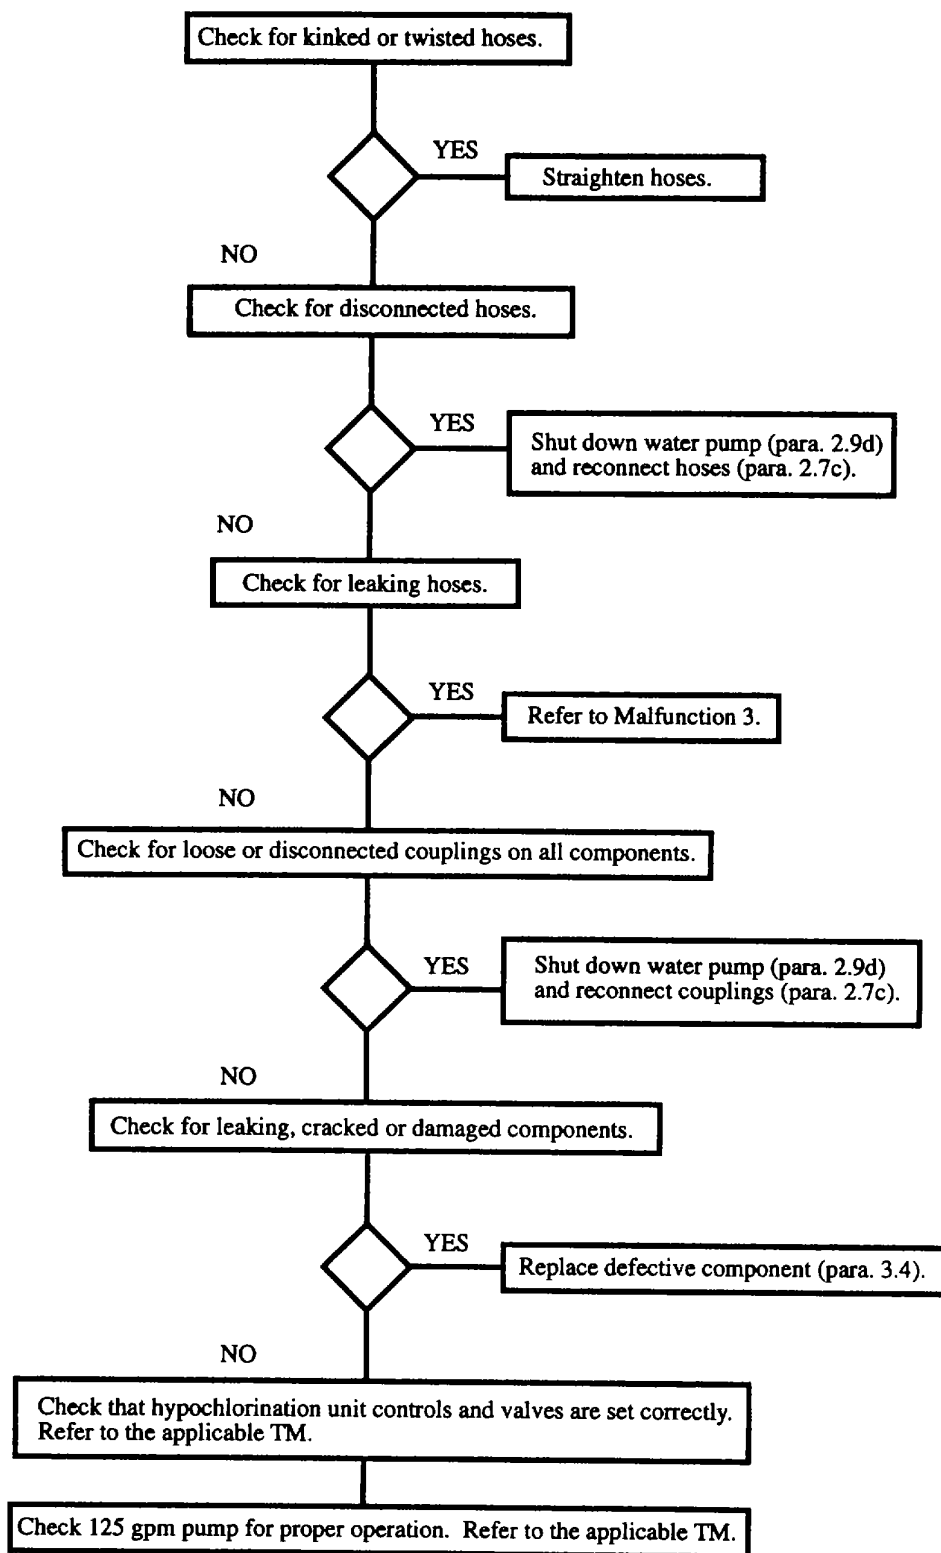 Check for kinked or twisted hoses.
YES
Straighten hoses.
NO
Check for disconnected hoses.
YES
Shut down water pump (para. 2.9d)
and reconnect hoses (para. 2.7c).
NO
Check for leaking hoses.
YES
Refer to Malfunction 3.
NO
Check for loose or disconnected couplings on all components.
YES
Shut down water pump (para. 2.9d)
and reconnect couplings (para. 2.7c).
NO
Check for leaking, cracked or damaged components.
YES
Replace defective component (para. 3.4).
NO
Check that hypochlorination unit controls and valves are set correctly.
Refer to the applicable TM.
Check 125 gpm pump for proper operation. Refer to the applicable TM.